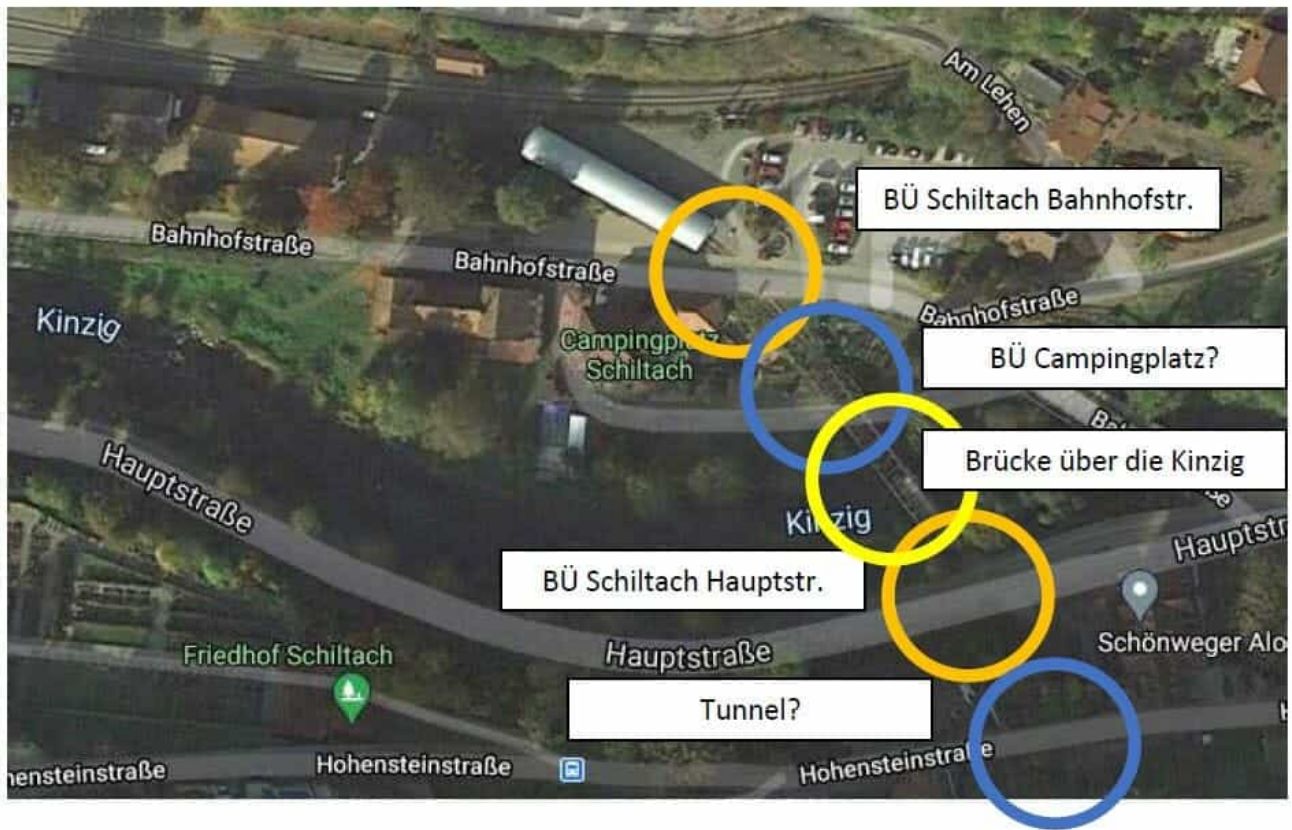 Am Lehen
BÜ Schiltach Bahnhofstr.
Bahnhofstraße
Bahnhofstraße
Bahnhofstraße
Kinzig
Campingplatz
Schiltach
BÜ Campingplatz?
Hauptstraße
Brücke über die Kinzig
Kinzig
Hauptstr
BÜ Schiltach Hauptstr.
Schönweger Alo
Hauptstraße
Friedhof Schiltach
Tunnel?
Hohensteinstraße
Hohensteinstraße
hensteinstraße